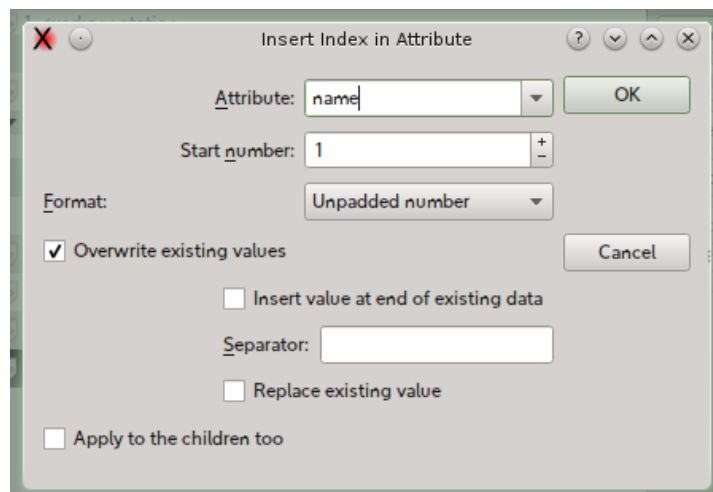 Insert Index in Attribute
Attribute: name OK
Start number: 1
Format: Unpadded number
Overwrite existing values Cancel
Insert value at end of existing data
Separator:
Replace existing value
Apply to the children too